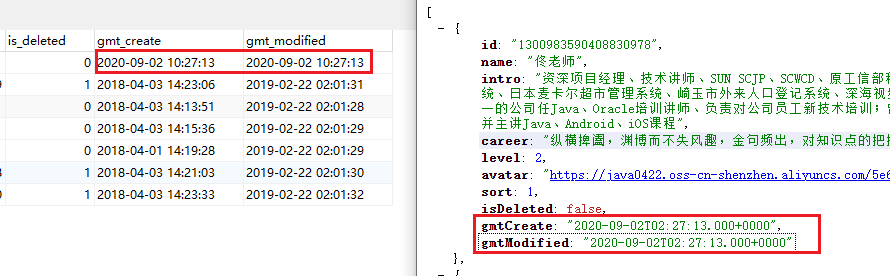 is_deleted gmt_create gmt_modified
0 2020-09-02 10:27:13 2020-09-02 10:27:13
1 2018-04-03 14:23:06 2019-02-22 02:01:31
0 2018-04-03 14:13:51 2019-02-22 02:01:28
0 2018-04-03 14:15:36 2019-02-22 02:01:29
0 2018-04-01 14:19:28 2019-02-22 02:01:29
1 2018-04-03 14:21:03 2019-02-22 02:01:30
1 2018-04-03 14:23:33 2019-02-22 02:01:32
[
- {
id: "1300983590408830978",
name: "佟老师",
intro: "资深项目经理、技术讲师、SUN SCJP、SCWCD、原工信部
统、日本麦卡尔超市管理系统、崎玉市外来人口登记系统、深海视
一的公司任Java、Oracle培训讲师、负责对公司员工新技术培训;
并主讲Java、Android、iOS课程",
career: "纵横捭阖，渊博而不失风趣，金句频出，对知识点的把
level: 2,
avatar: "https://java0422.oss-cn-shenzhen.aliyuncs.com/5e6
sort: 1,
isDeleted: false,
gmtCreate: "2020-09-02T02:27:13.000+0000",
gmtModified: "2020-09-02T02:27:13.000+0000"
},
- {